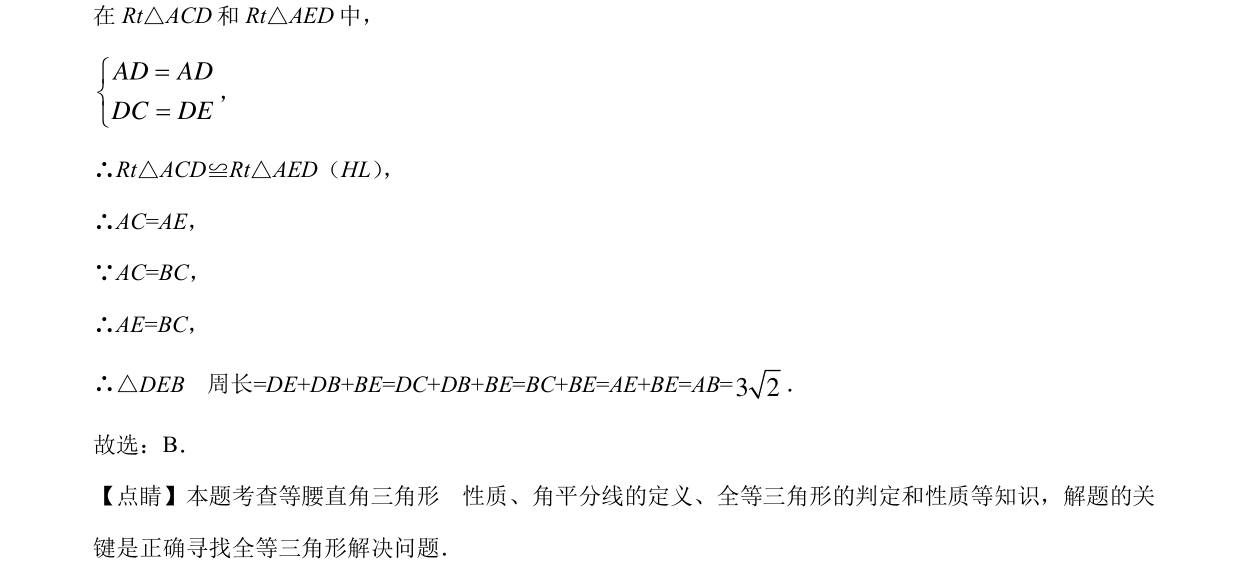 在 Rt△ACD 和 Rt△AED 中，
{AD = AD
DC = DE，
∴Rt△ACD≌Rt△AED（HL），
∴AC=AE，
∵AC=BC，
∴AE=BC，
∴△DEB 周长=DE+DB+BE=DC+DB+BE=BC+BE=AE+BE=AB=3√2．
故选：B．
【点睛】本题考查等腰直角三角形 性质、角平分线的定义、全等三角形的判定和性质等知识，解题的关
键是正确寻找全等三角形解决问题．